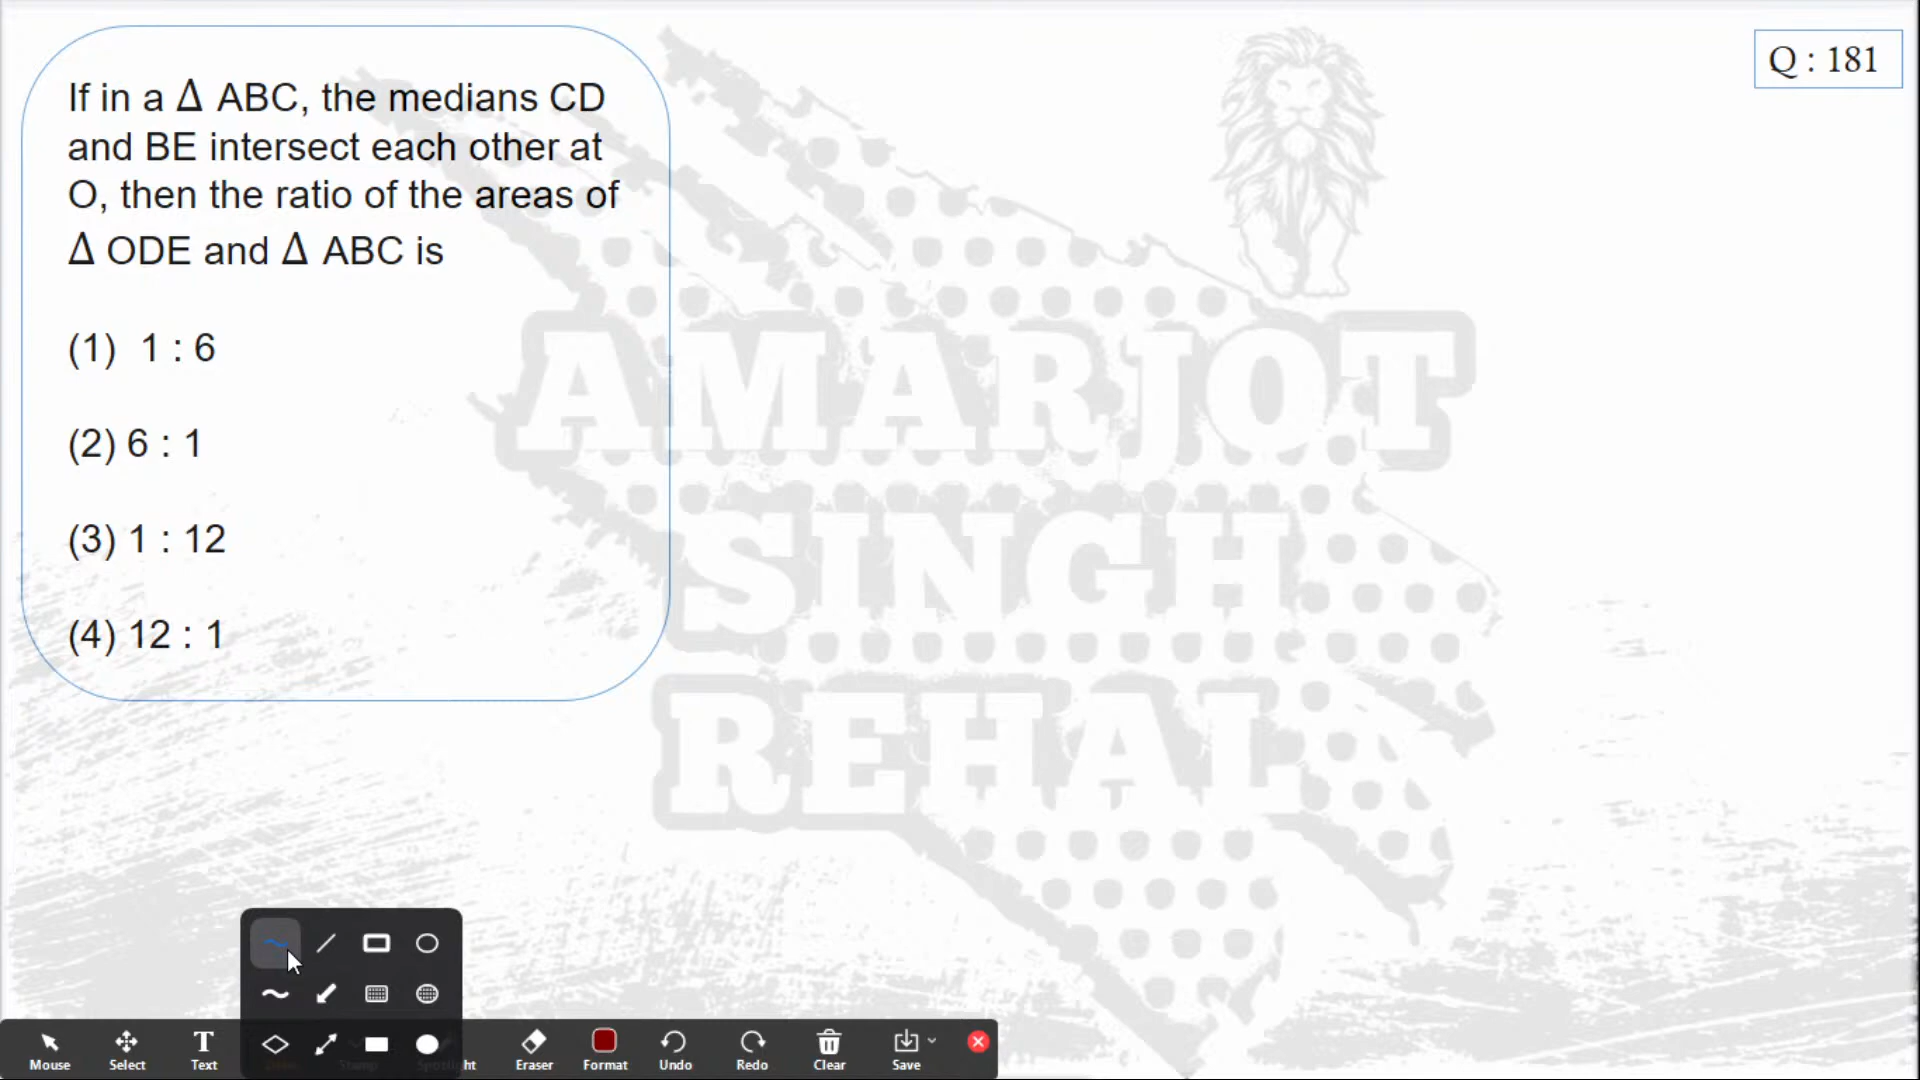 Q : 181
If in a Δ ABC, the medians CD
and BE intersect each other at
O, then the ratio of the areas of
Δ ODE and Δ ABC is
(1) 1 : 6
(2) 6 : 1
(3) 1 : 12
(4) 12 : 1
AMARJOT
SINGH
REHAL
Mouse Select Text Eraser Format Undo Redo Clear Save